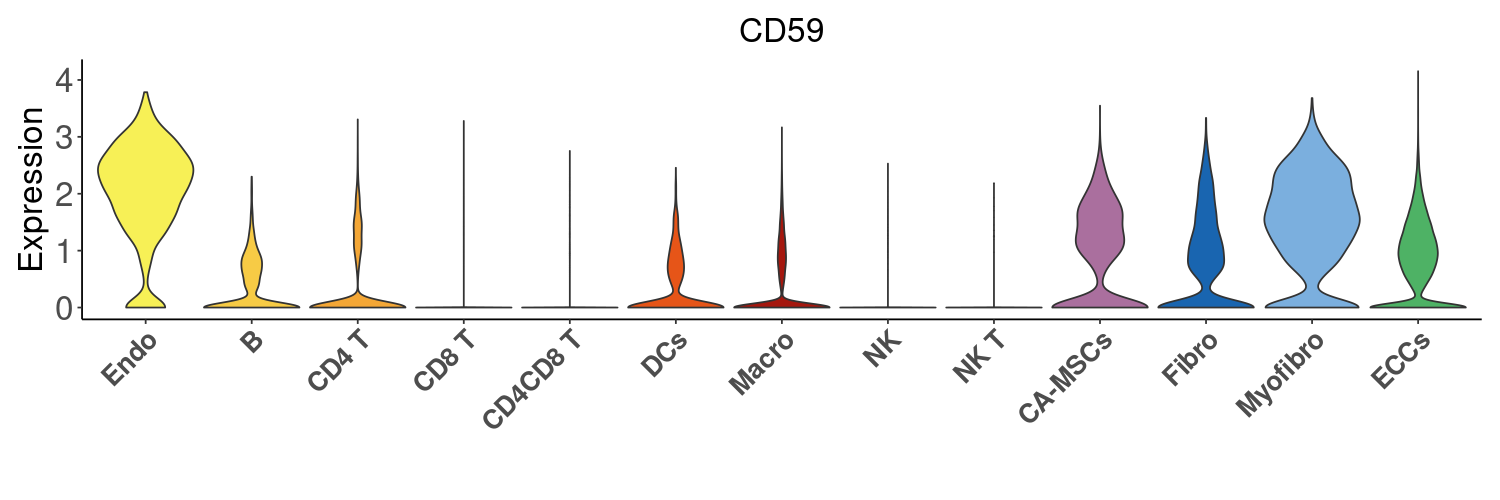 CD59
Expression
4
3
2
1
0
Endo
B
CD4 T
CD8 T
CD4CD8 T
DCs
Macro
NK
NK T
CA-MSCs
Fibro
Myofibro
ECCs